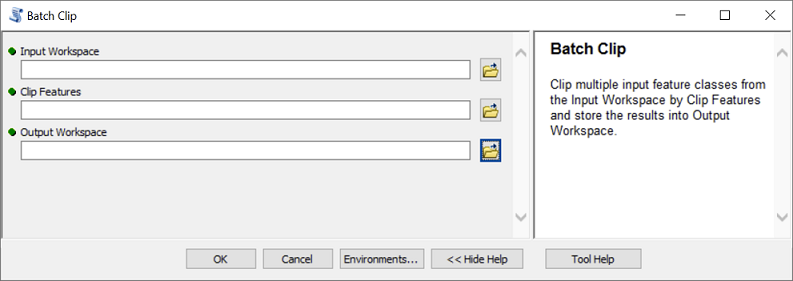 Batch Clip
Input Workspace
Clip Features
Output Workspace
Batch Clip
Clip multiple input feature classes from
the Input Workspace by Clip Features
and store the results into Output
Workspace.
OK
Cancel
Environments...
<< Hide Help
Tool Help